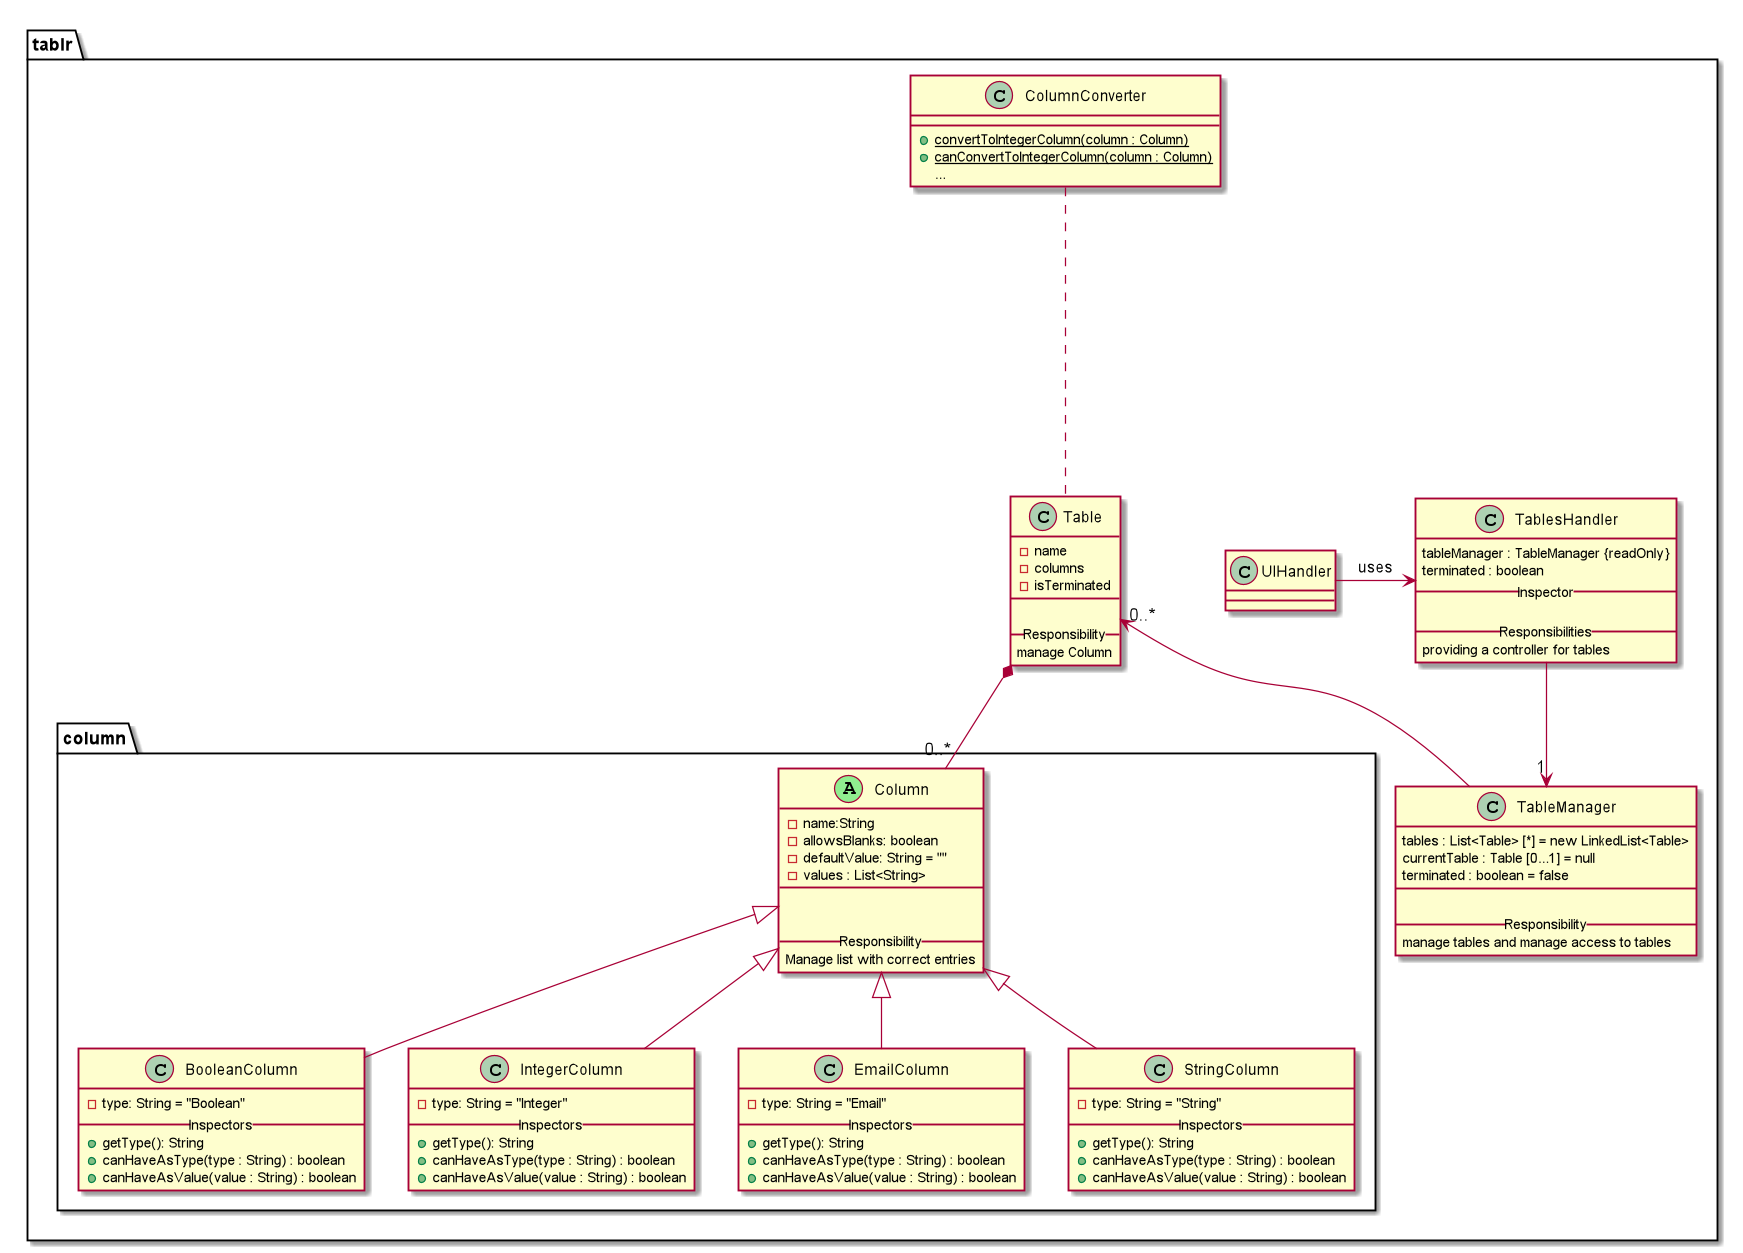 tablr
C ColumnConverter
convertToIntegerColumn(column : Column)
canConvertToIntegerColumn(column : Column)
...
C Table
name
columns
isTerminated
Responsibility
manage Column
C UIHandler
uses
C TablesHandler
tableManager : TableManager {readOnly}
terminated : boolean
Inspector
Responsibilities
providing a controller for tables
0..*
column
0..*
1
A Column
name:String
allowsBlanks: boolean
defaultValue: String = ""
values : List<String>
Responsibility
Manage list with correct entries
C TableManager
tables : List<Table> [*] = new LinkedList<Table>
currentTable : Table [0...1] = null
terminated : boolean = false
Responsibility
manage tables and manage access to tables
C BooleanColumn
type: String = "Boolean"
Inspectors
getType(): String
canHaveAsType(type : String) : boolean
canHaveAsValue(value : String) : boolean
C IntegerColumn
type: String = "Integer"
Inspectors
getType(): String
canHaveAsType(type : String) : boolean
canHaveAsValue(value : String) : boolean
C EmailColumn
type: String = "Email"
Inspectors
getType(): String
canHaveAsType(type : String) : boolean
canHaveAsValue(value : String) : boolean
C StringColumn
type: String = "String"
Inspectors
getType(): String
canHaveAsType(type : String) : boolean
canHaveAsValue(value : String) : boolean